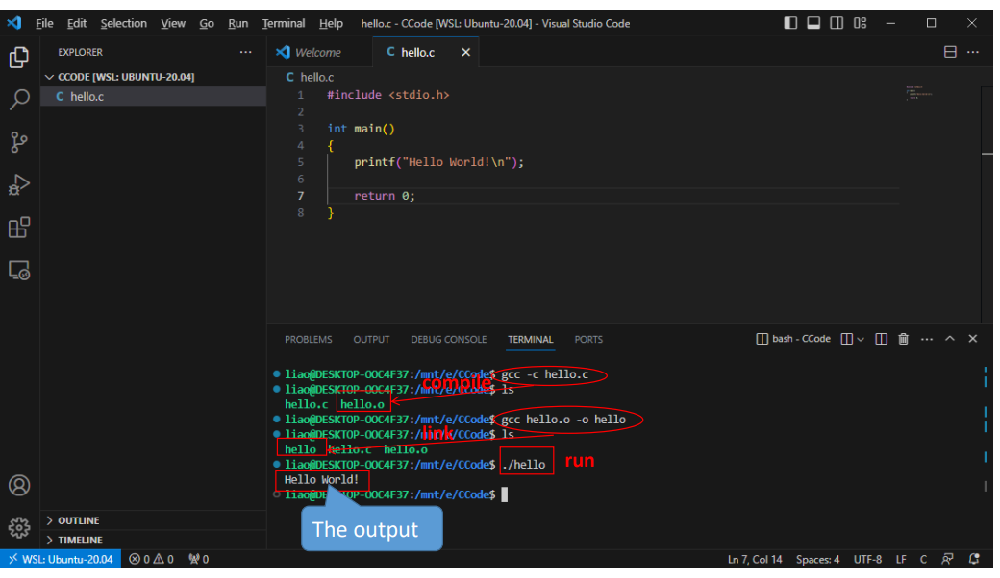 File Edit Selection View Go Run Terminal Help hello.c - CCode [WSL: Ubuntu-20.04] - Visual Studio Code
EXPLORER ...
CCODE [WSL: UBUNTU-20.04]
C hello.c
Welcome C hello.c
C hello.c
1 #include <stdio.h>
2
3 int main()
4 {
5 printf("Hello World!\n");
6
7 return 0;
8 }
PROBLEMS OUTPUT DEBUG CONSOLE TERMINAL PORTS bash - CCode ...
liao@DESKTOP-OOC4F37:/mnt/e/CCode$ gcc -c hello.c
compile
liao@DESKTOP-OOC4F37:/mnt/e/CCode$ ls
hello.c hello.o
liao@DESKTOP-OOC4F37:/mnt/e/CCode$ gcc hello.o -o hello
link
liao@DESKTOP-OOC4F37:/mnt/e/CCode$ ls
hello hello.c hello.o
liao@DESKTOP-OOC4F37:/mnt/e/CCode$ ./hello run
Hello World!
liao@DESKTOP-OOC4F37:/mnt/e/CCode$
The output
OUTLINE
TIMELINE
WSL: Ubuntu-20.04 0 0 0 Ln 7, Col 14 Spaces: 4 UTF-8 LF C